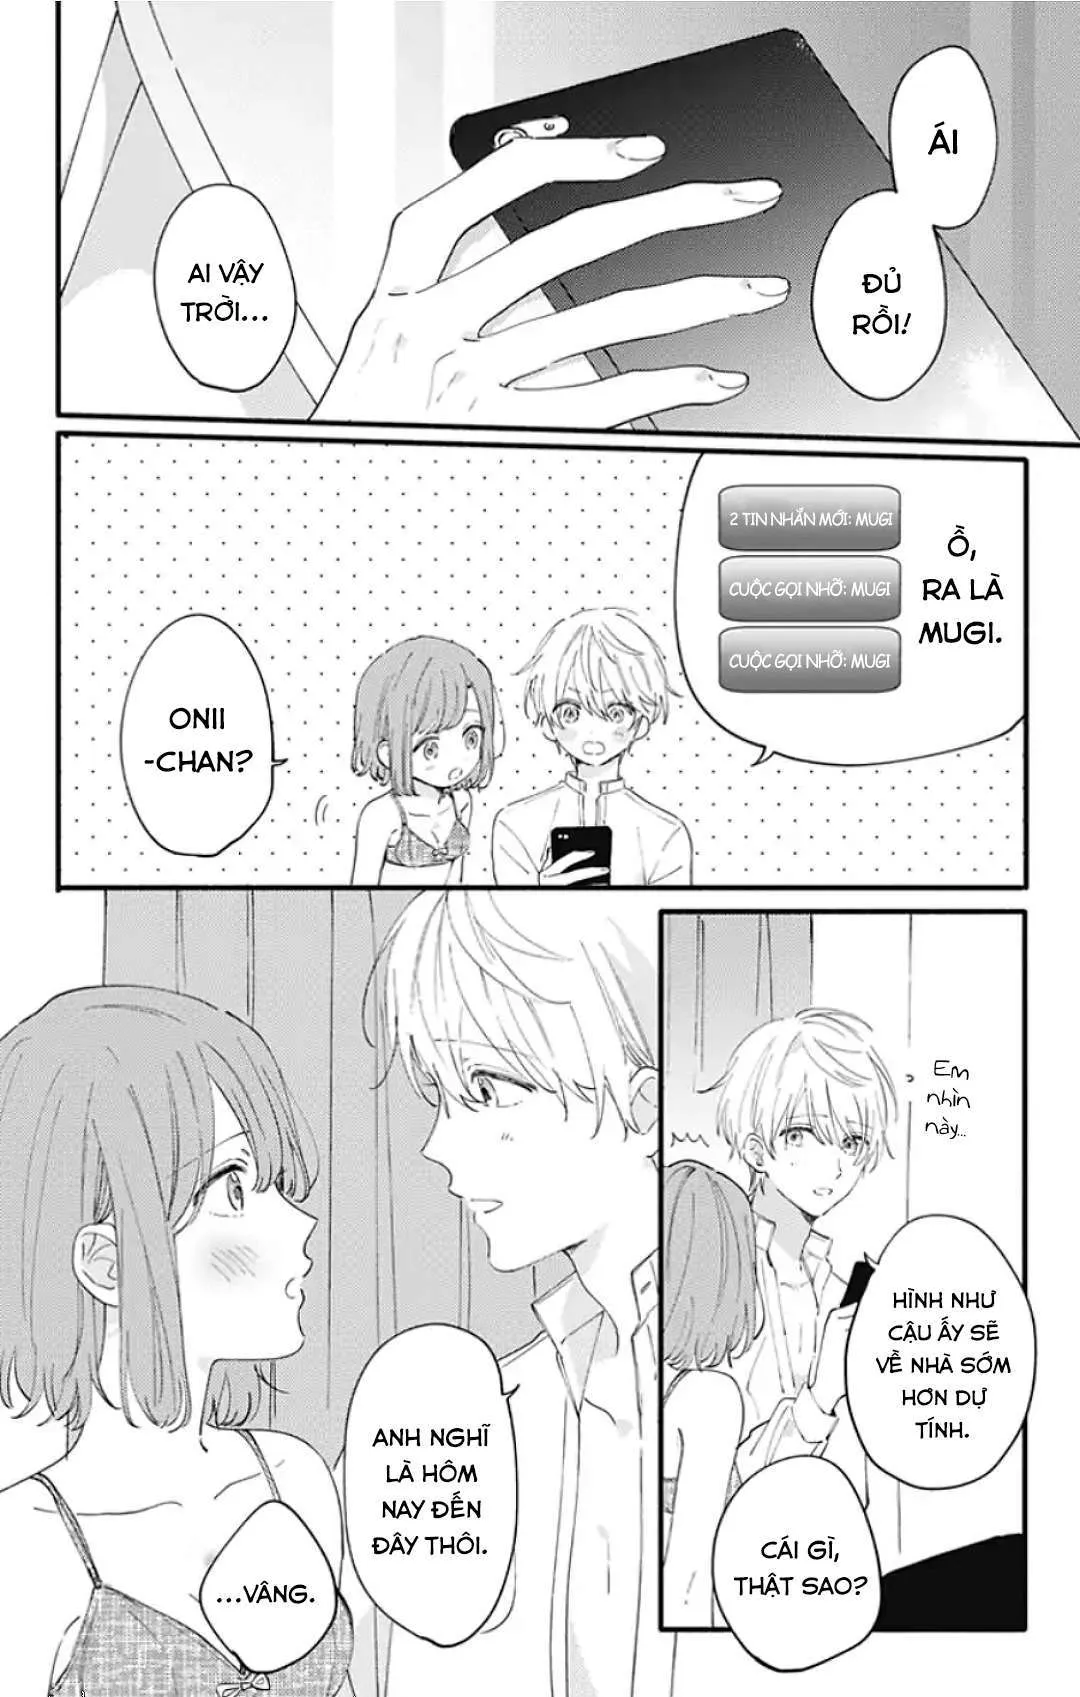 ÁI
ĐỦ
RỒI!
AI VẬY
TRỜI...
Ồ,
RA LÀ
MUGI.
2 TIN NHẮN MỚI: MUGI
CUỘC GỌI NHỠ: MUGI
CUỘC GỌI NHỠ: MUGI
ONII
-CHAN?
Em
nhìn
này...
HÌNH NHƯ
CẬU ẤY SẼ
VỀ NHÀ SỚM
HƠN DỰ
TÍNH.
CÁI GÌ,
THẬT SAO?
ANH NGHĨ
LÀ HÔM
NAY ĐẾN
ĐÂY THÔI.
...VÂNG.